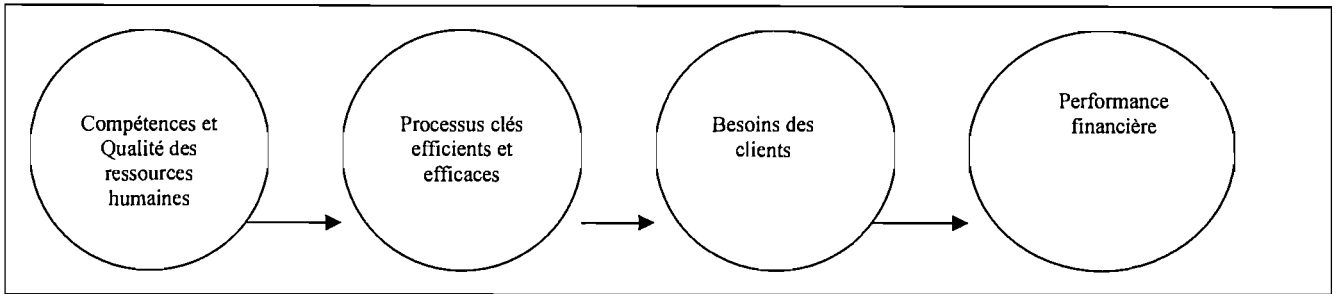 Compétences et
Qualité des
ressources
humaines
Processus clés
efficients et
efficaces
Besoins des
clients
Performance
financière